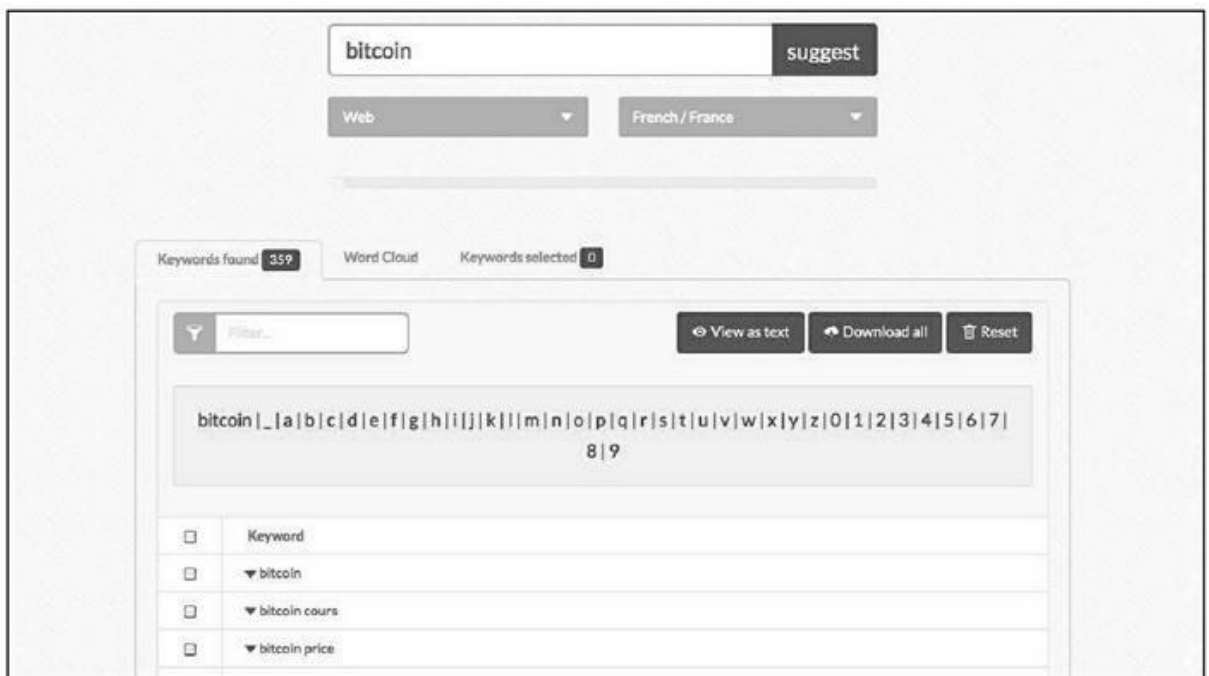 bitcoin suggest
Web French / France
Keywords found 359 Word Cloud Keywords selected 0
Filter... View as text Download all Reset
bitcoin | _ | a | b | c | d | e | f | g | h | i | j | k | l | m | n | o | p | q | r | s | t | u | v | w | x | y | z | 0 | 1 | 2 | 3 | 4 | 5 | 6 | 7 |
8 | 9
Keyword
bitcoin
bitcoin cours
bitcoin price